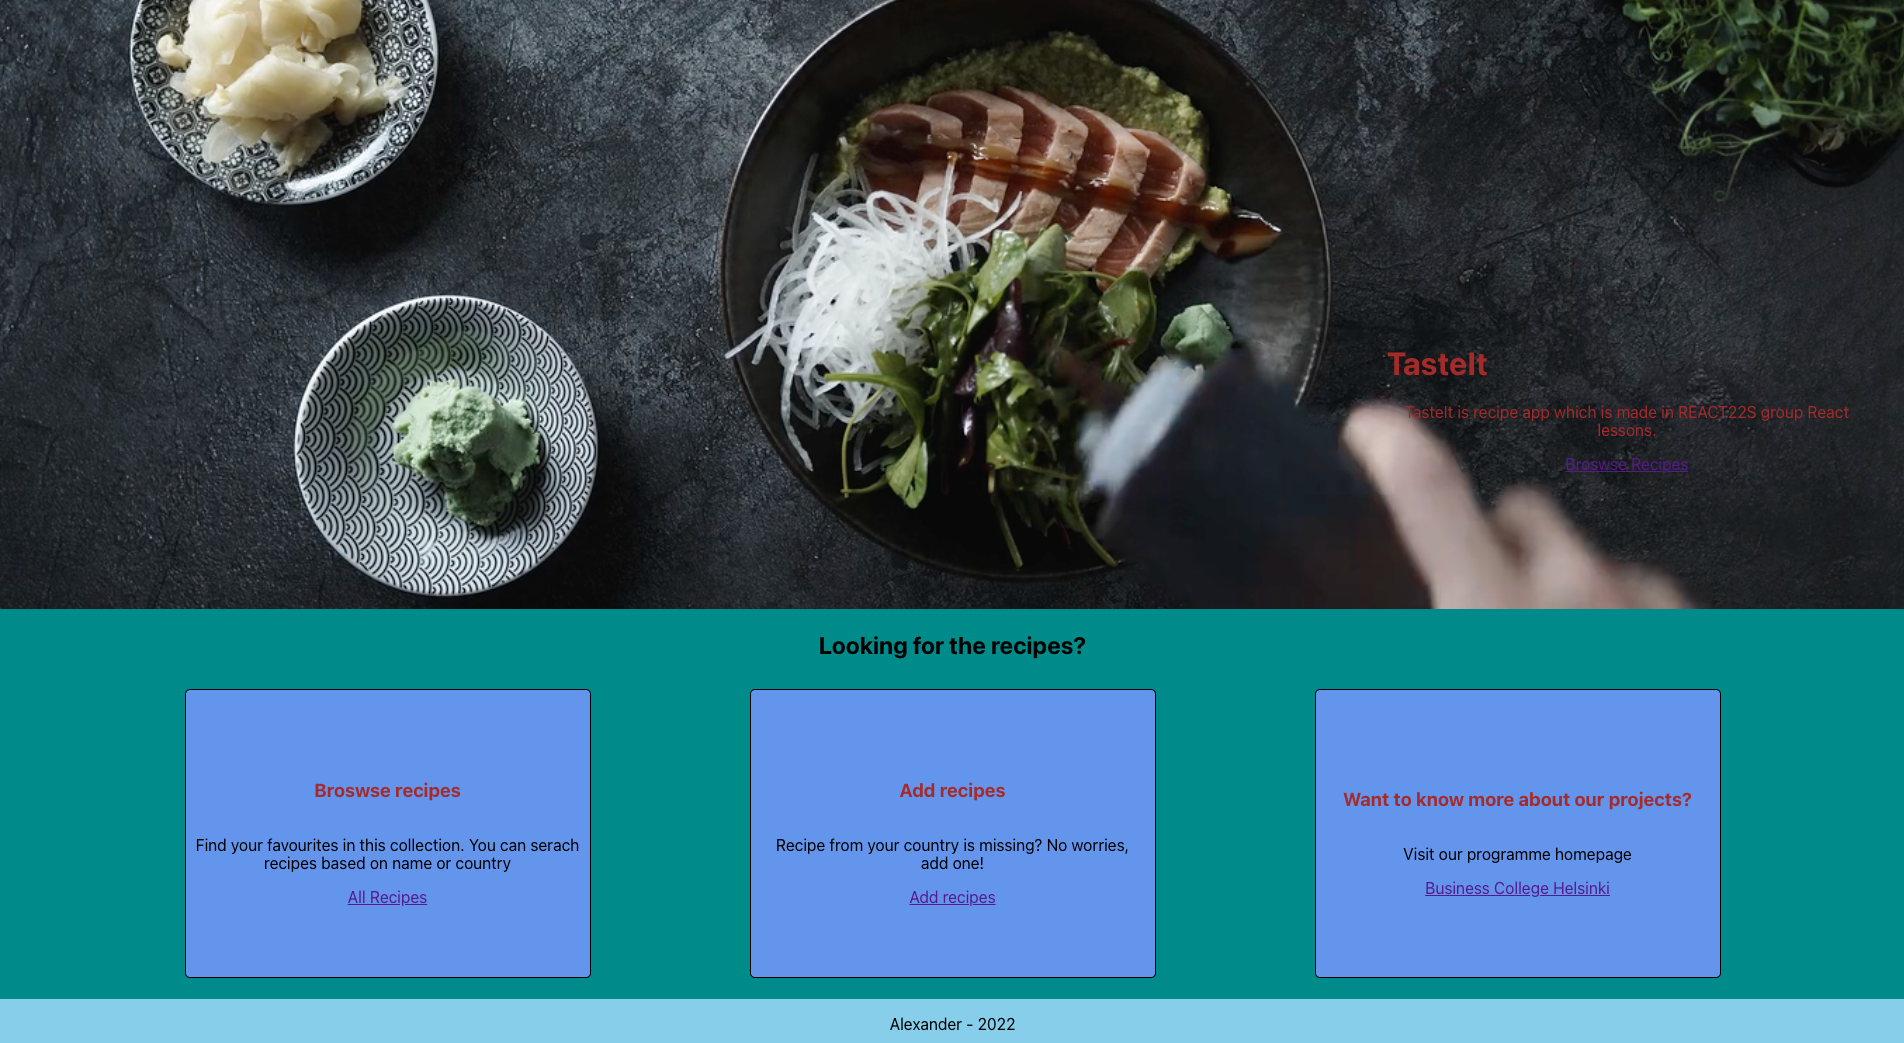 TasteIt
TasteIt is recipe app which is made in REACT22S group React
lessons.
Broswse Recipes
Looking for the recipes?
Broswse recipes
Find your favourites in this collection. You can serach
recipes based on name or country
All Recipes
Add recipes
Recipe from your country is missing? No worries,
add one!
Add recipes
Want to know more about our projects?
Visit our programme homepage
Business College Helsinki
Alexander - 2022